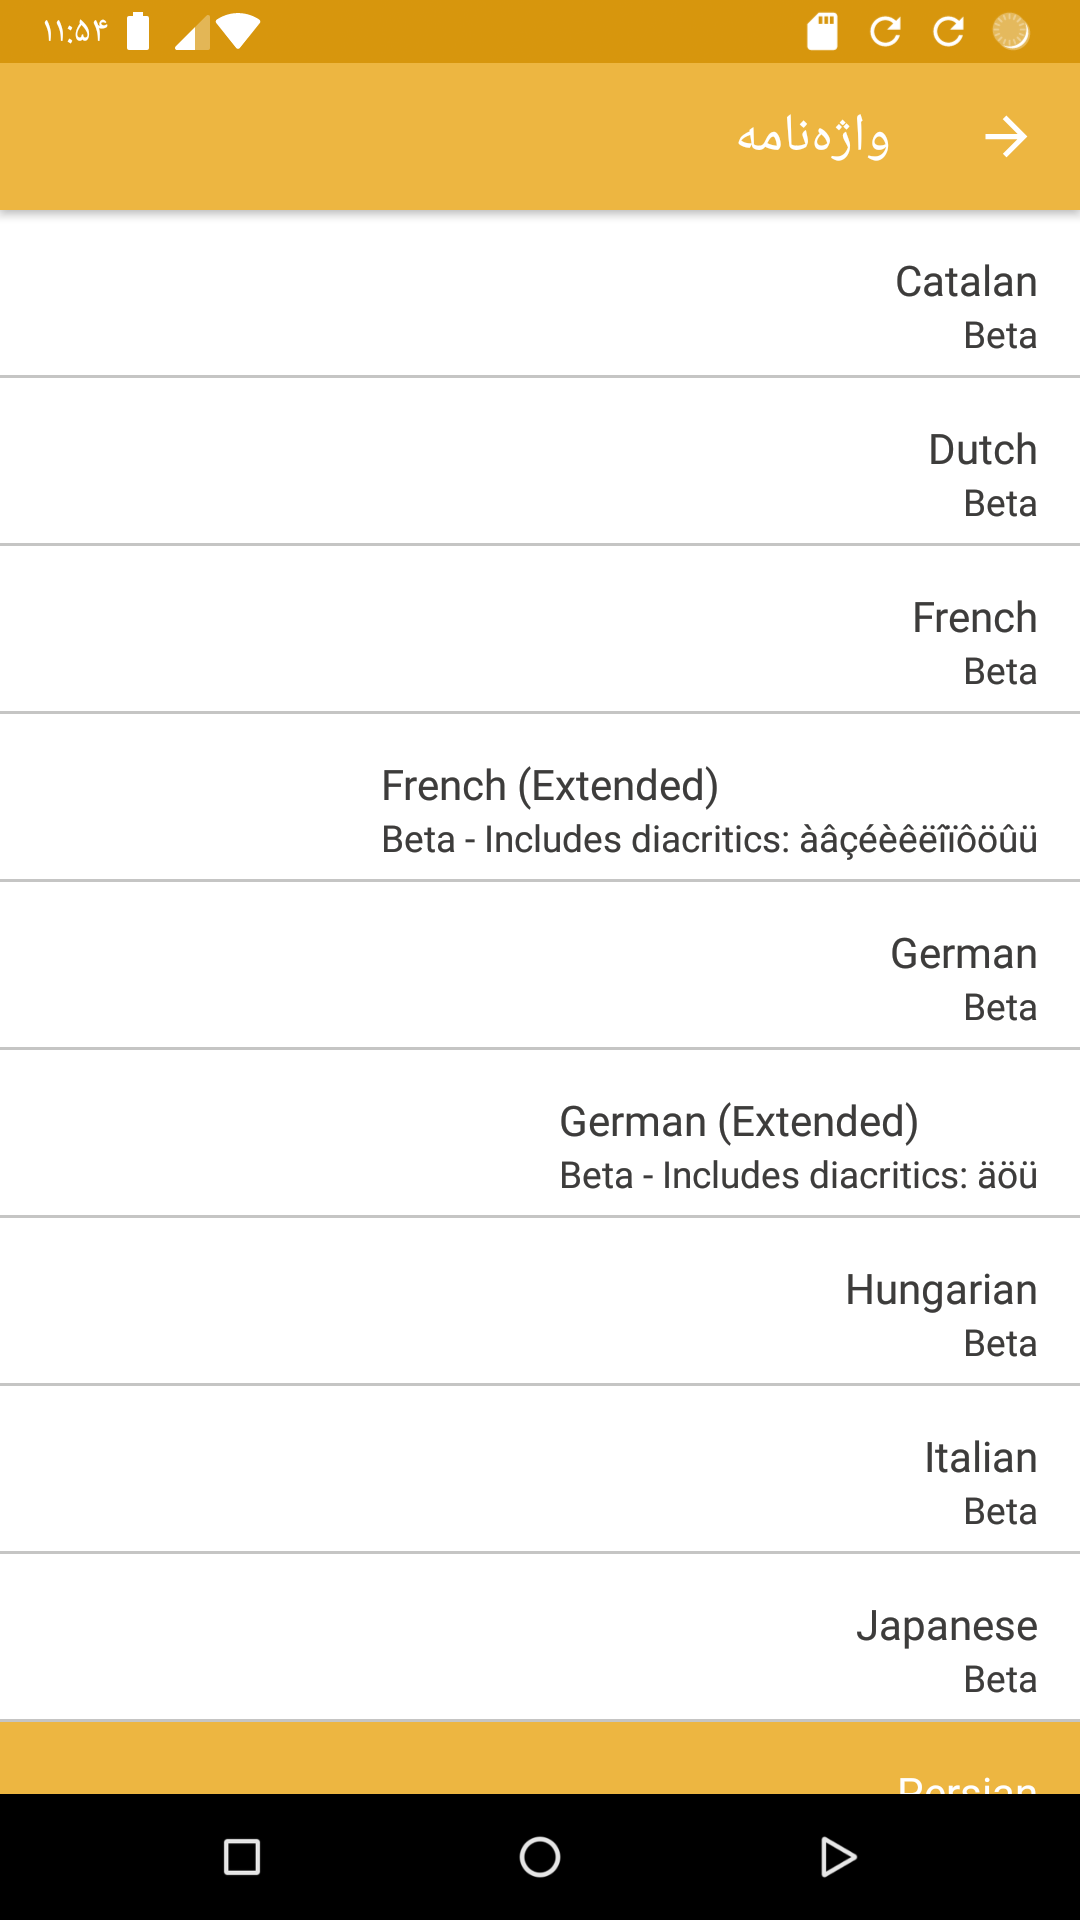 ۱۱:۵۴
واژه‌نامه
Catalan
Beta
Dutch
Beta
French
Beta
French (Extended)
Beta - Includes diacritics: àâçéèêëîïôöûü
German
Beta
German (Extended)
Beta - Includes diacritics: äöü
Hungarian
Beta
Italian
Beta
Japanese
Beta
Persian